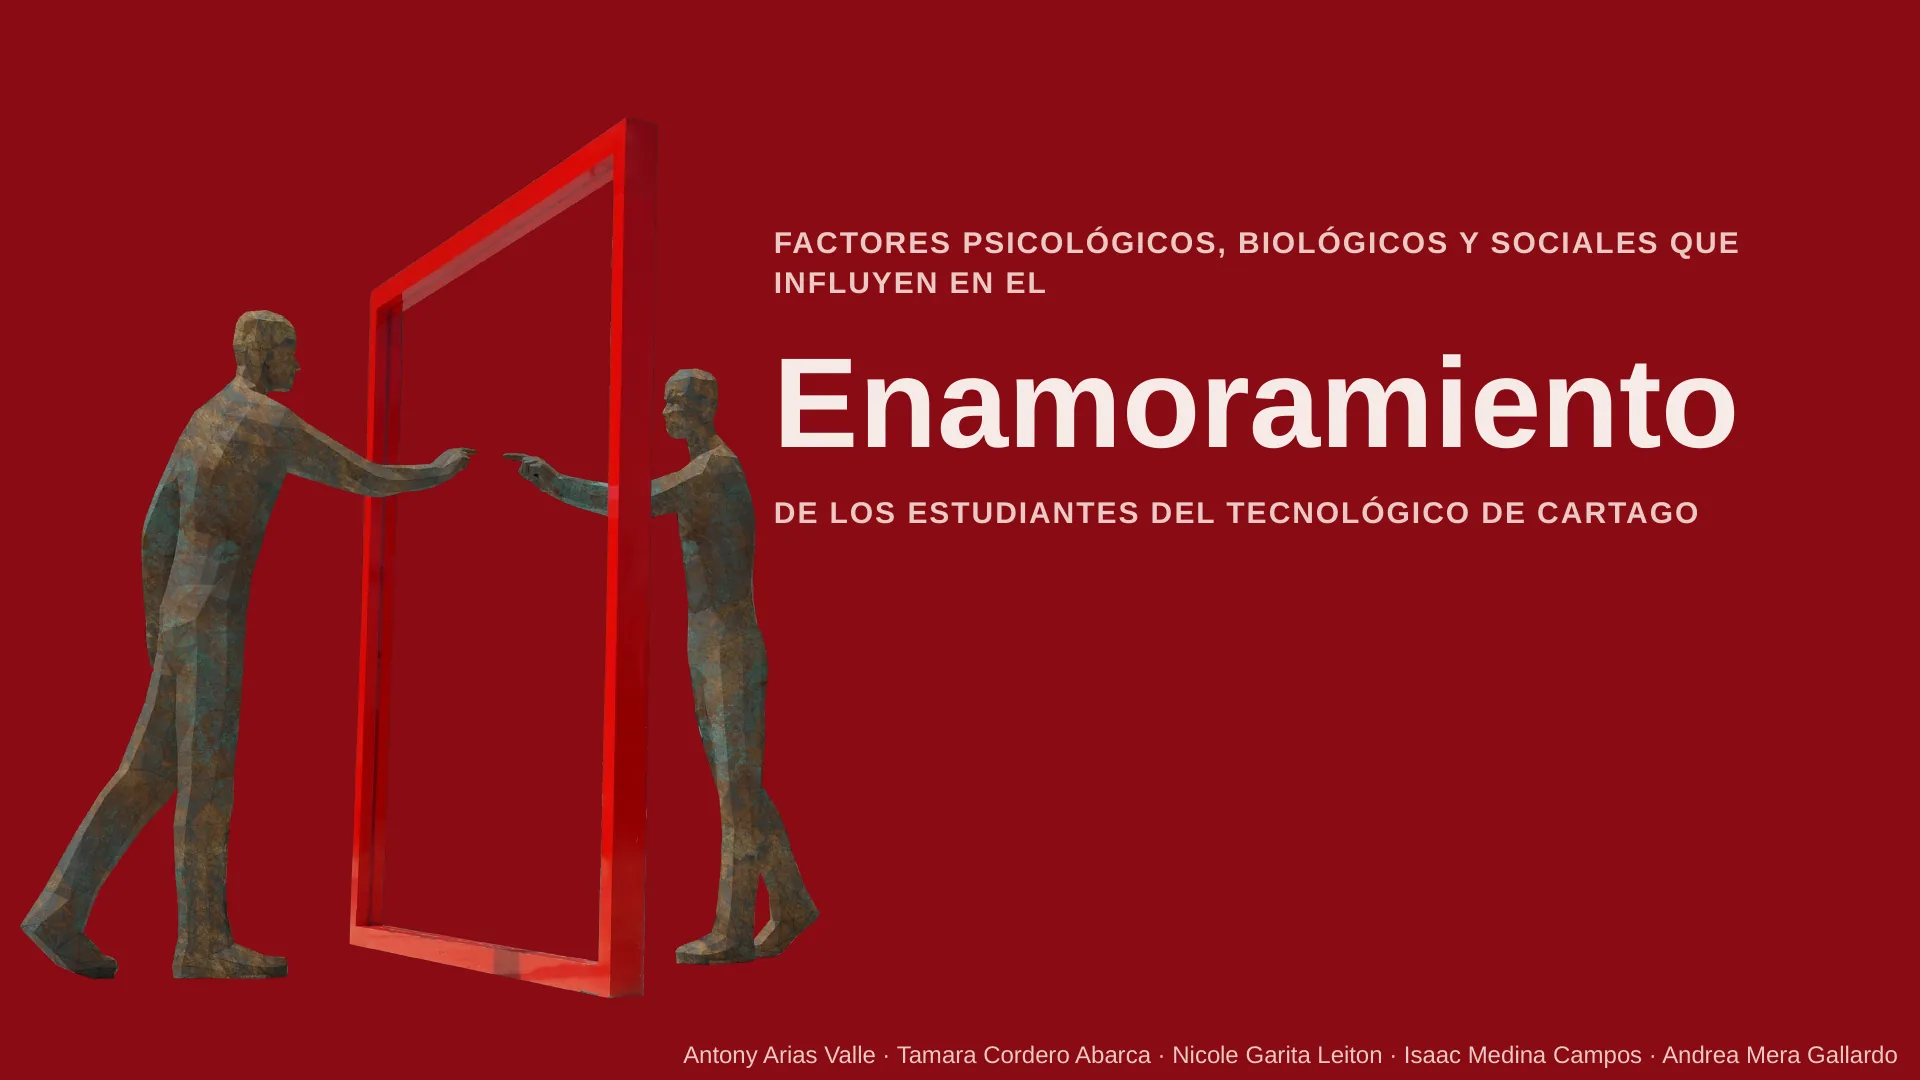 FACTORES PSICOLÓGICOS, BIOLÓGICOS Y SOCIALES QUE
INFLUYEN EN EL
Enamoramiento
DE LOS ESTUDIANTES DEL TECNOLÓGICO DE CARTAGO
Antony Arias Valle · Tamara Cordero Abarca · Nicole Garita Leiton · Isaac Medina Campos · Andrea Mera Gallardo